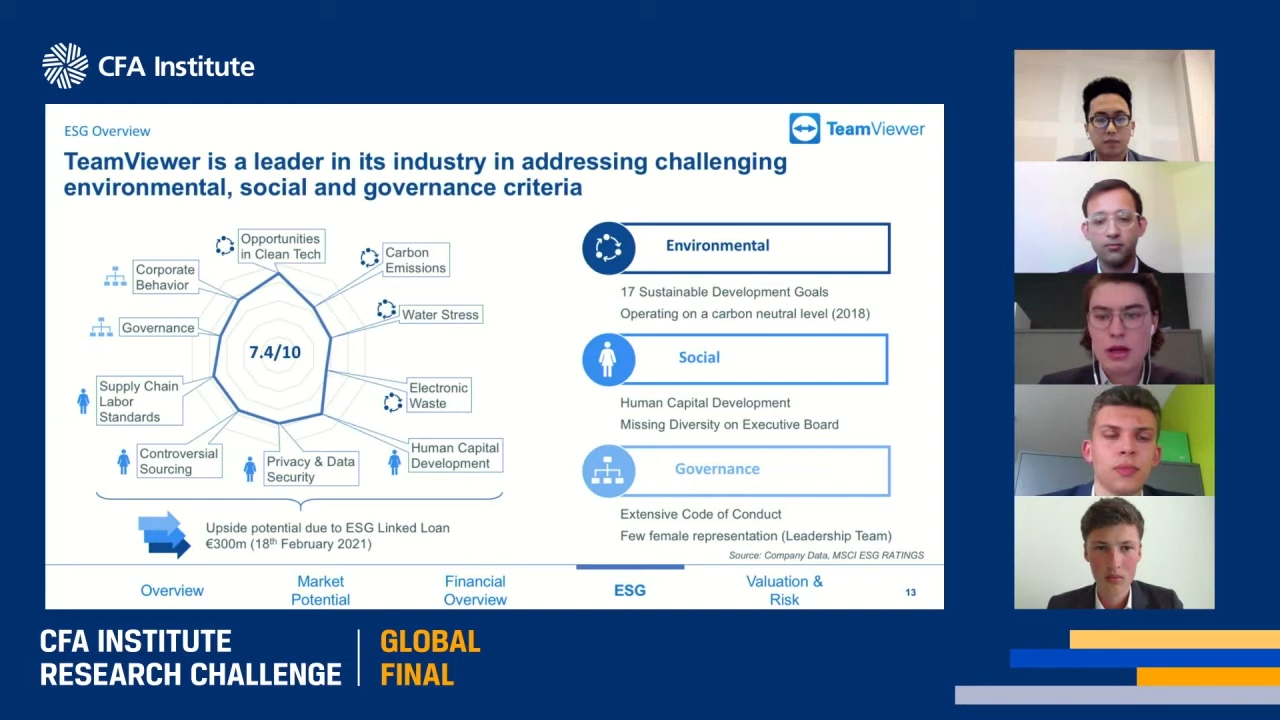 CFA Institute
ESG Overview
TeamViewer
TeamViewer is a leader in its industry in addressing challenging
environmental, social and governance criteria
Opportunities
in Clean Tech
Carbon
Emissions
Corporate
Behavior
Water Stress
Governance
7.4/10
Supply Chain
Labor
Standards
Electronic
Waste
Controversial
Sourcing
Privacy & Data
Security
Human Capital
Development
Upside potential due to ESG Linked Loan
€300m (18th February 2021)
Environmental
17 Sustainable Development Goals
Operating on a carbon neutral level (2018)
Social
Human Capital Development
Missing Diversity on Executive Board
Governance
Extensive Code of Conduct
Few female representation (Leadership Team)
Source: Company Data, MSCI ESG RATINGS
Overview
Market
Potential
Financial
Overview
ESG
Valuation &
Risk
13
CFA INSTITUTE
RESEARCH CHALLENGE
GLOBAL
FINAL